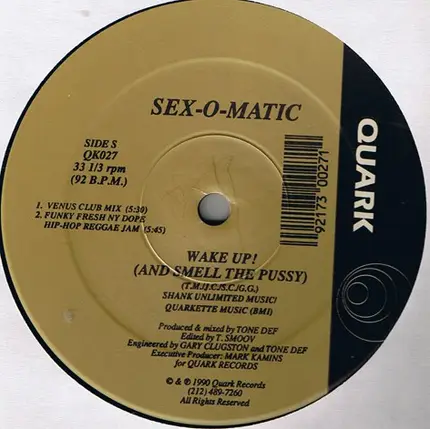 SEX-O-MATIC
SIDE S
QK027
33 1/3 rpm
(92 B.P.M.)
1. VENUS CLUB MIX (5:30)
2. FUNKY FRESH NY DOPE
HIP-HOP REGGAE JAM (5:45)
QUARK
92173 00271
WAKE UP!
(AND SMELL THE PUSSY)
(T.M./J.C./S.C./G.G.)
SHANK UNLIMITED MUSIC/
QUARKETTE MUSIC (BMI)
Produced & mixed by TONE DEF
Edited by T. SMOOV
Engineered by GARY CLUGSTON and TONE DEF
Executive Producer: MARK KAMINS
for QUARK RECORDS
© & ℗ 1990 Quark Records
(212) 489-7260
All Rights Reserved